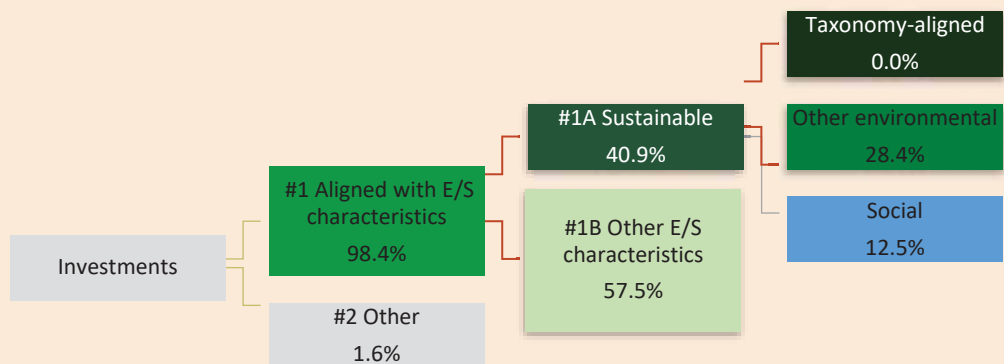 Investments
#1 Aligned with E/S
characteristics
98.4%
#2 Other
1.6%
#1A Sustainable
40.9%
#1B Other E/S
characteristics
57.5%
Taxonomy-aligned
0.0%
Other environmental
28.4%
Social
12.5%